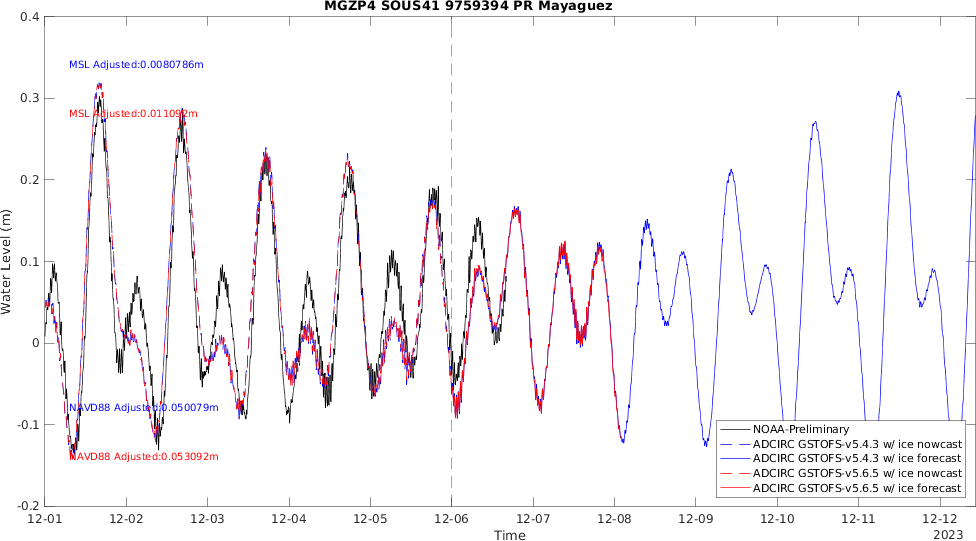 MGZP4 SOUS41 9759394 PR Mayaguez
0.4
0.3
0.2
0.1
0
-0.1
-0.2
Water Level (m)
MSL Adjusted:0.0080786m
MSL Adjusted:0.011092m
NAVD88 Adjusted:0.050079m
NAVD88 Adjusted:0.053092m
NOAA-Preliminary
ADCIRC GSTOFS-v5.4.3 w/ ice nowcast
ADCIRC GSTOFS-v5.4.3 w/ ice forecast
ADCIRC GSTOFS-v5.6.5 w/ ice nowcast
ADCIRC GSTOFS-v5.6.5 w/ ice forecast
12-01 12-02 12-03 12-04 12-05 12-06 12-07 12-08 12-09 12-10 12-11 12-12
Time
2023